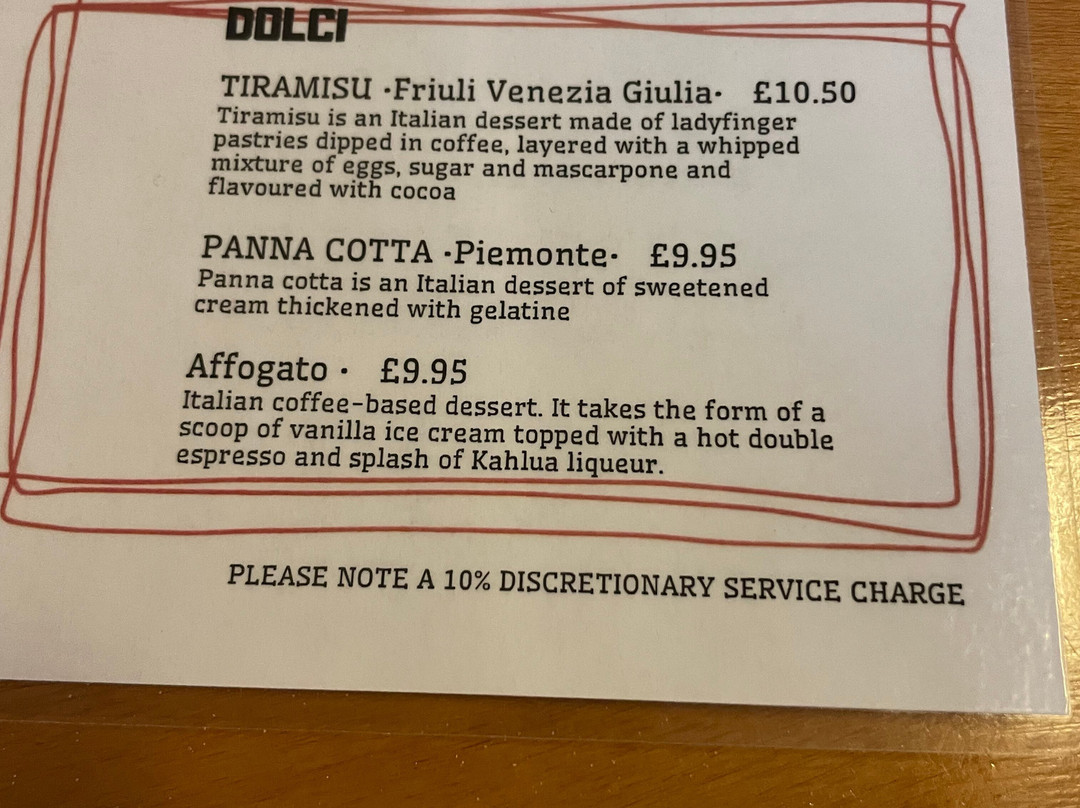 DOLCI
TIRAMISU ·Friuli Venezia Giulia· £10.50
Tiramisu is an Italian dessert made of ladyfinger
pastries dipped in coffee, layered with a whipped
mixture of eggs, sugar and mascarpone and
flavoured with cocoa
PANNA COTTA ·Piemonte· £9.95
Panna cotta is an Italian dessert of sweetened
cream thickened with gelatine
Affogato · £9.95
Italian coffee-based dessert. It takes the form of a
scoop of vanilla ice cream topped with a hot double
espresso and splash of Kahlua liqueur.
PLEASE NOTE A 10% DISCRETIONARY SERVICE CHARGE